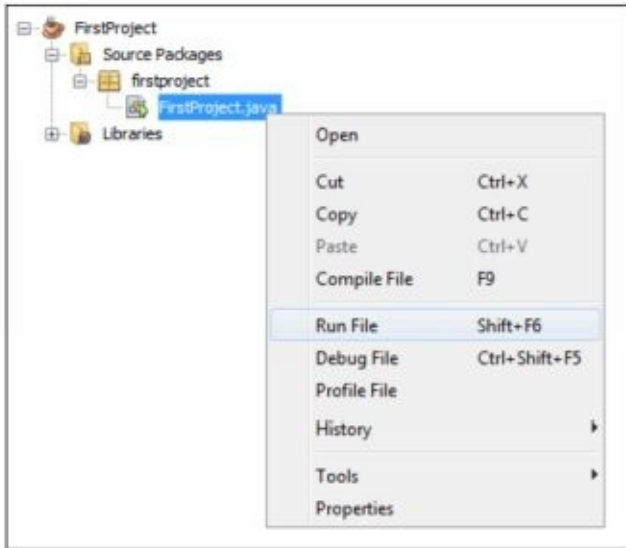 FirstProject
Source Packages
firstproject
FirstProject.java
Libraries
Open
Cut Ctrl+X
Copy Ctrl+C
Paste Ctrl+V
Compile File F9
Run File Shift+F6
Debug File Ctrl+Shift+F5
Profile File
History
Tools
Properties